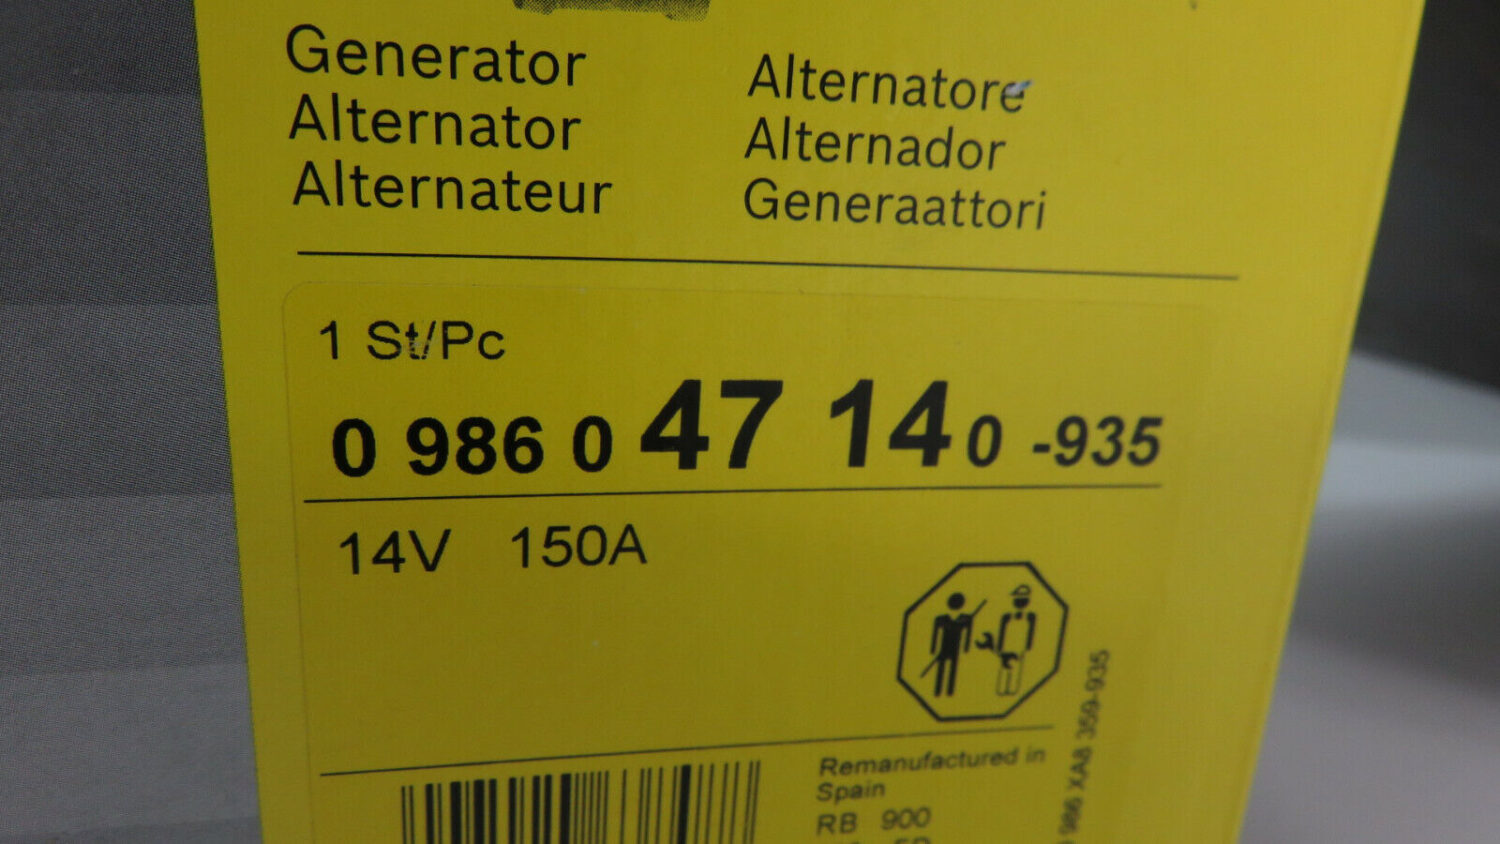 Generator
Alternator
Alternateur
Alternatore
Alternador
Generaattori
1 St/Pc
0 986 0 47 14 0 -935
14V 150A
Remanufactured in
Spain
RB 900
986 XA8 359-935